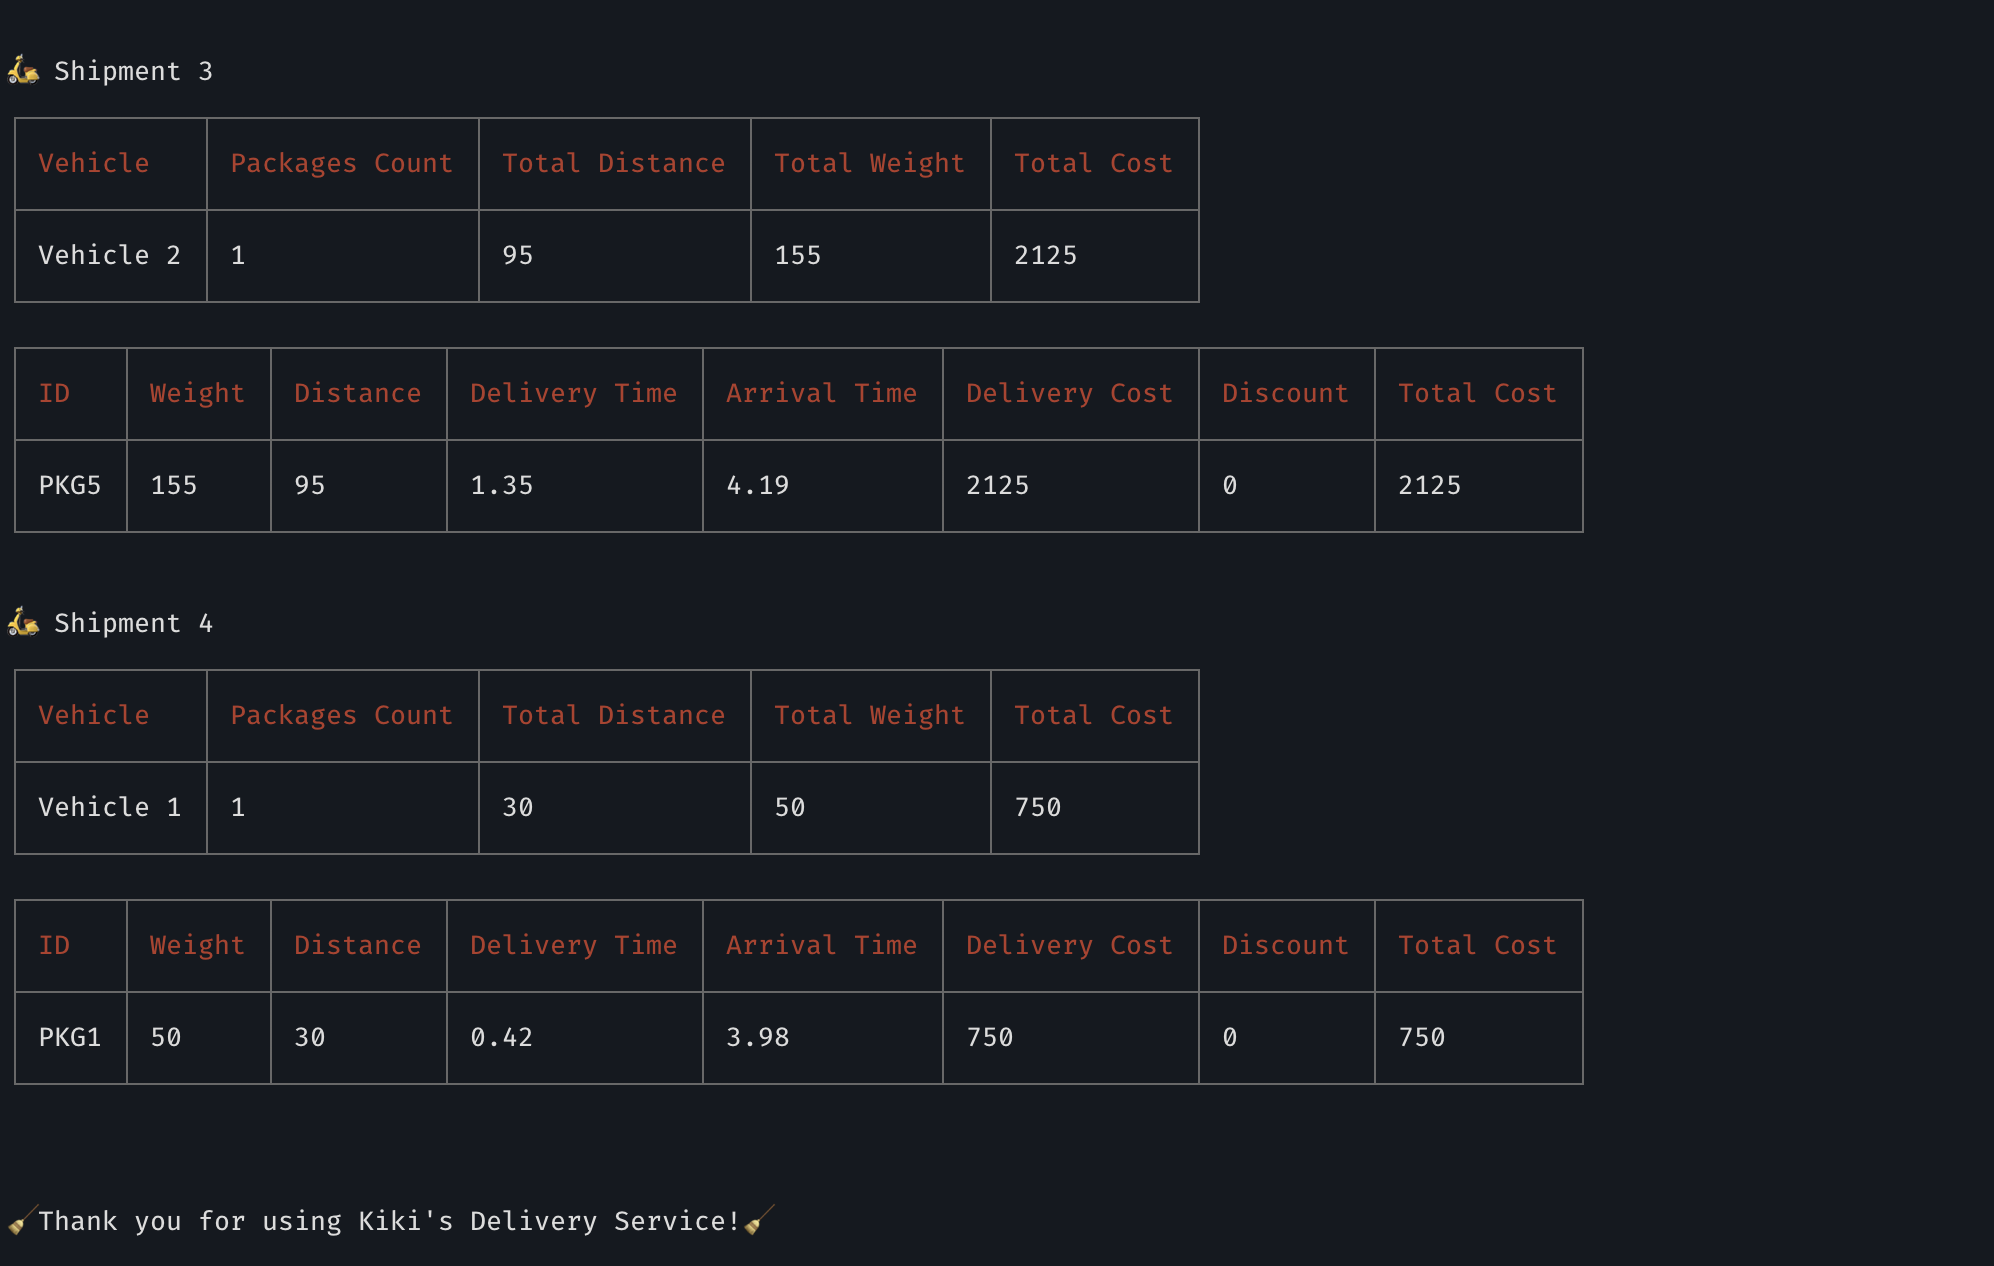 🛵 Shipment 3
Vehicle Packages Count Total Distance Total Weight Total Cost
Vehicle 2 1 95 155 2125
ID Weight Distance Delivery Time Arrival Time Delivery Cost Discount Total Cost
PKG5 155 95 1.35 4.19 2125 0 2125
🛵 Shipment 4
Vehicle Packages Count Total Distance Total Weight Total Cost
Vehicle 1 1 30 50 750
ID Weight Distance Delivery Time Arrival Time Delivery Cost Discount Total Cost
PKG1 50 30 0.42 3.98 750 0 750
🧹Thank you for using Kiki's Delivery Service!🧹